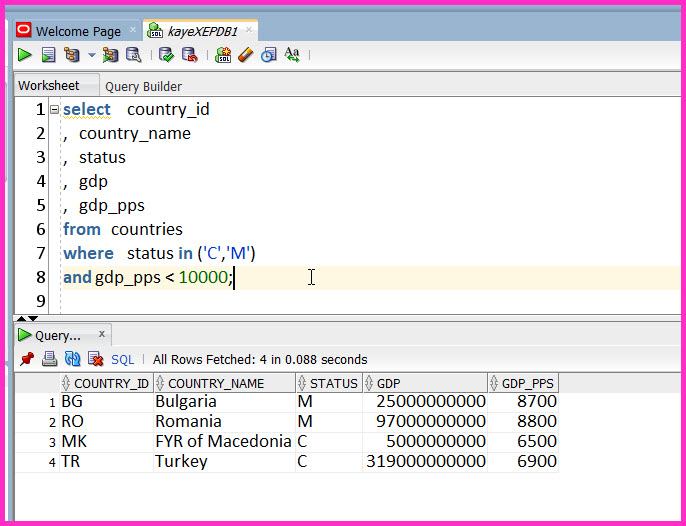 Welcome Page × kayeXEPDB1 ×
SQL Aa
Worksheet Query Builder
1 select country_id
2 , country_name
3 , status
4 , gdp
5 , gdp_pps
6 from countries
7 where status in ('C','M')
8 and gdp_pps < 10000;
9
Query... x
SQL | All Rows Fetched: 4 in 0.088 seconds
COUNTRY_ID COUNTRY_NAME STATUS GDP GDP_PPS
1 BG Bulgaria M 25000000000 8700
2 RO Romania M 97000000000 8800
3 MK FYR of Macedonia C 5000000000 6500
4 TR Turkey C 319000000000 6900